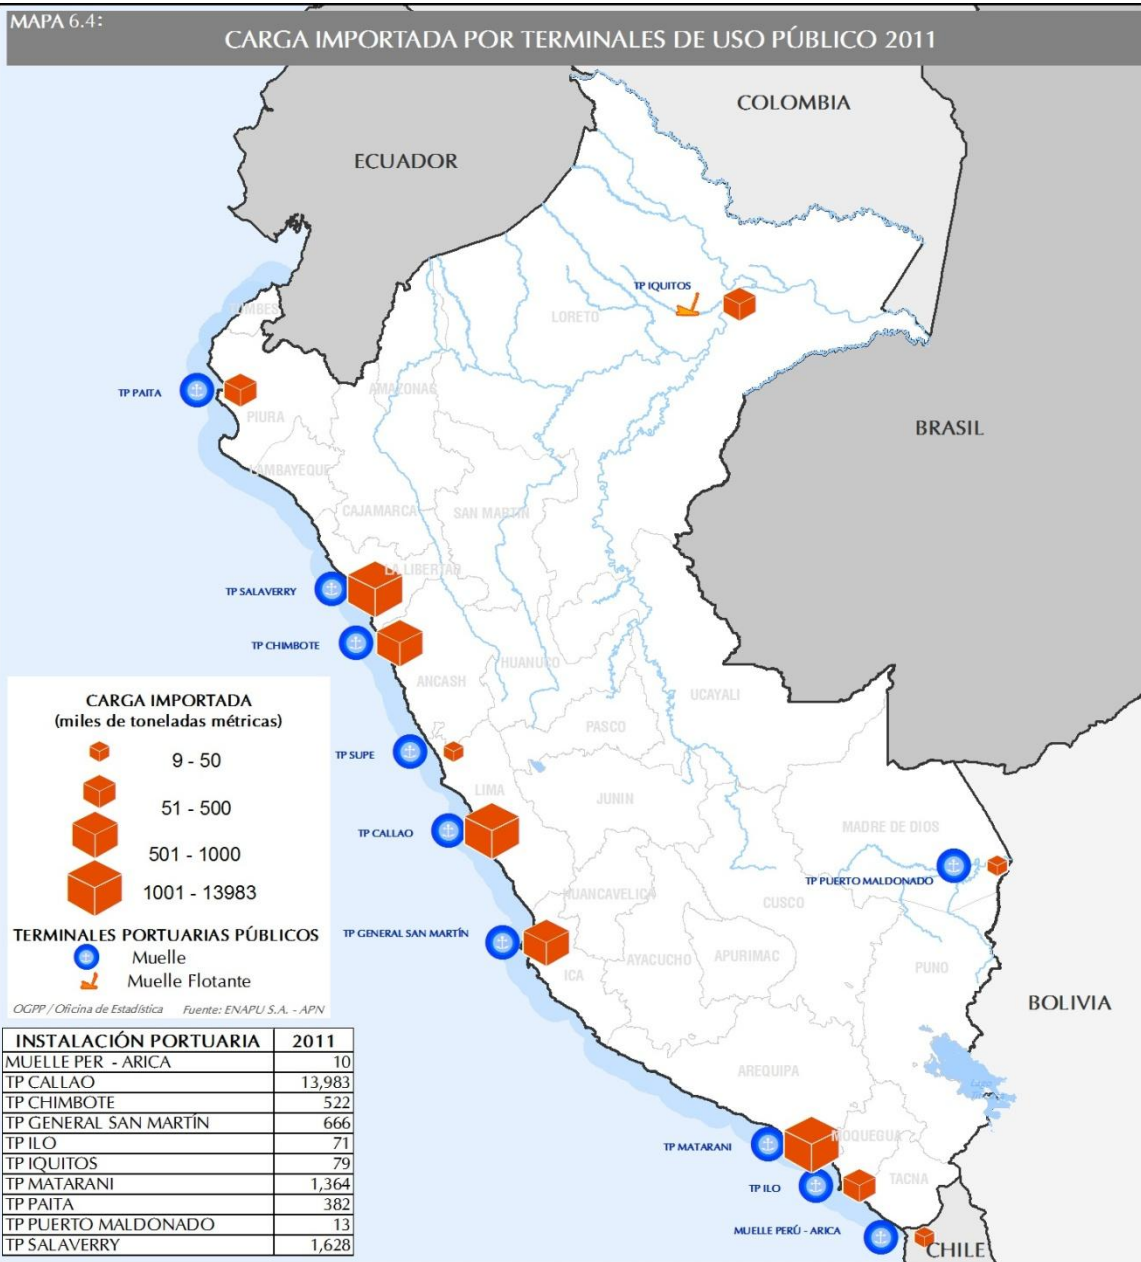 MAPA 6.4:
CARGA IMPORTADA POR TERMINALES DE USO PÚBLICO 2011
COLOMBIA
ECUADOR
TP IQUITOS
LORETO
TP PAITA
AMAZONAS
PIURA
BRASIL
LAMBAYEQUE
CAJAMARCA
SAN MARTÍN
LA LIBERTAD
TP SALAVERRY
TP CHIMBOTE
HUANUCO
ANCASH
UCAYALI
PASCO
TP SUPE
LIMA
JUNIN
TP CALLAO
MADRE DE DIOS
TP PUERTO MALDONADO
HUANCAVELICA
CUSCO
TP GENERAL SAN MARTÍN
AYACUCHO
APURIMAC
ICA
PUNO
BOLIVIA
AREQUIPA
TP MATARANI
MOQUEGUA
TP ILO
TACNA
MUELLE PERÚ - ARICA
CHILE
CARGA IMPORTADA
(miles de toneladas métricas)
9 - 50
51 - 500
501 - 1000
1001 - 13983
TERMINALES PORTUARIAS PÚBLICOS
Muelle
Muelle Flotante
OGPP / Oficina de Estadística Fuente: ENAPU S.A. - APN
INSTALACIÓN PORTUARIA 2011
MUELLE PER - ARICA 10
TP CALLAO 13,983
TP CHIMBOTE 522
TP GENERAL SAN MARTÍN 666
TP ILO 71
TP IQUITOS 79
TP MATARANI 1,364
TP PAITA 382
TP PUERTO MALDONADO 13
TP SALAVERRY 1,628